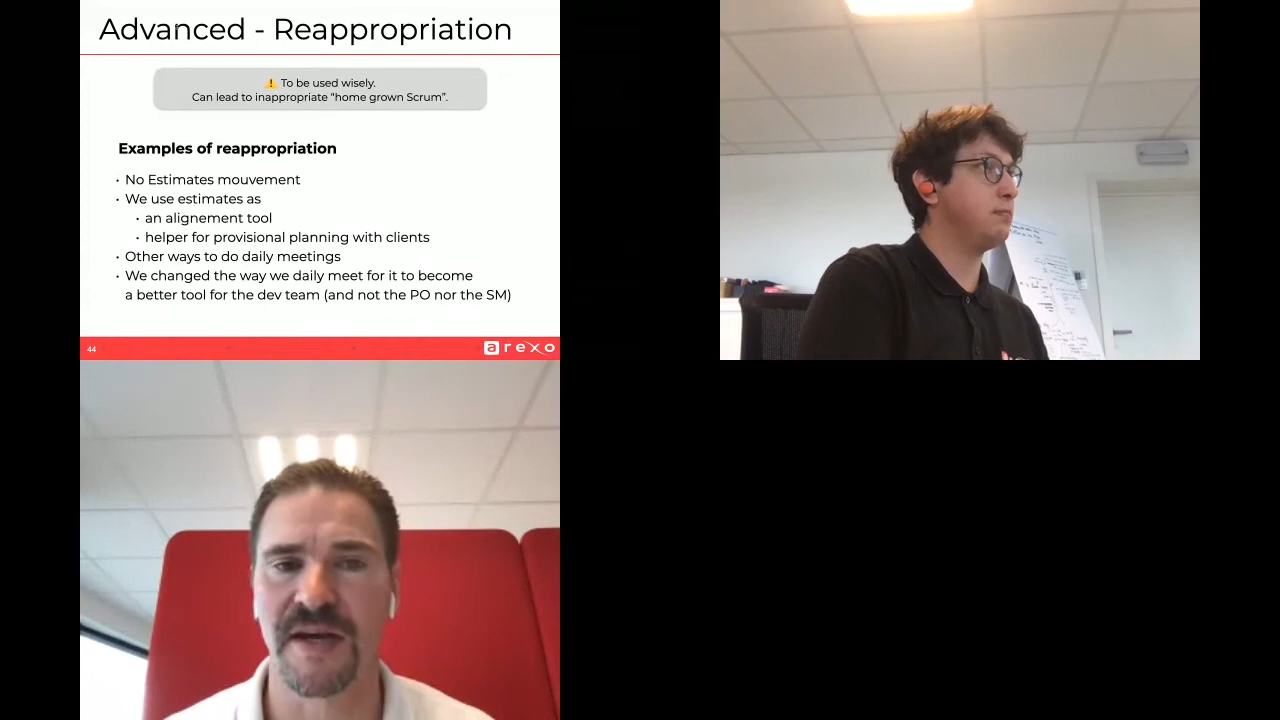 Advanced - Reappropriation
⚠️ To be used wisely.
Can lead to inappropriate “home grown Scrum”.
Examples of reappropriation
• No Estimates mouvement
• We use estimates as
• an alignement tool
• helper for provisional planning with clients
• Other ways to do daily meetings
• We changed the way we daily meet for it to become
a better tool for the dev team (and not the PO nor the SM)
44
arexo